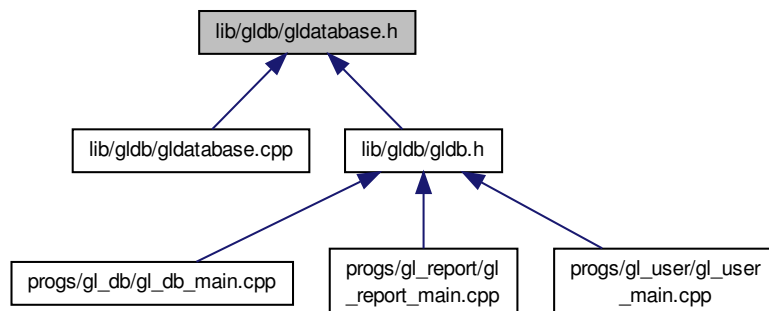 lib/gldb/gldatabase.h
lib/gldb/gldatabase.cpp
lib/gldb/gldb.h
progs/gl_db/gl_db_main.cpp
progs/gl_report/gl
_report_main.cpp
progs/gl_user/gl_user
_main.cpp